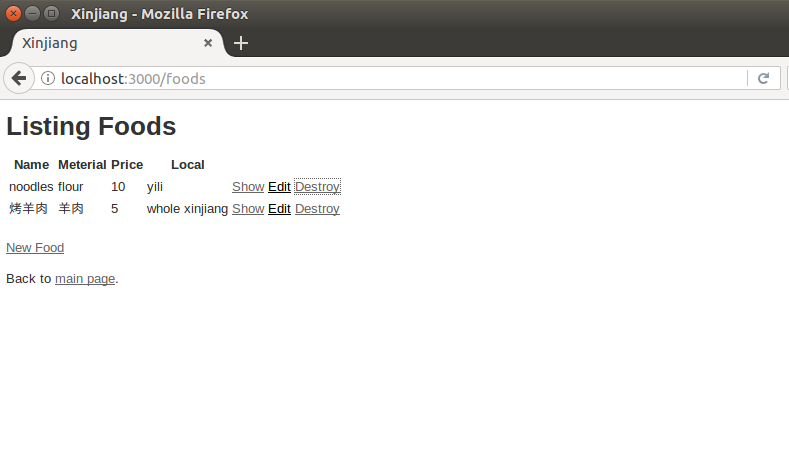 Xinjiang - Mozilla Firefox
Xinjiang
localhost:3000/foods
Listing Foods
Name Meterial Price Local
noodles flour 10 yili Show Edit Destroy
烤羊肉 羊肉 5 whole xinjiang Show Edit Destroy
New Food
Back to main page.